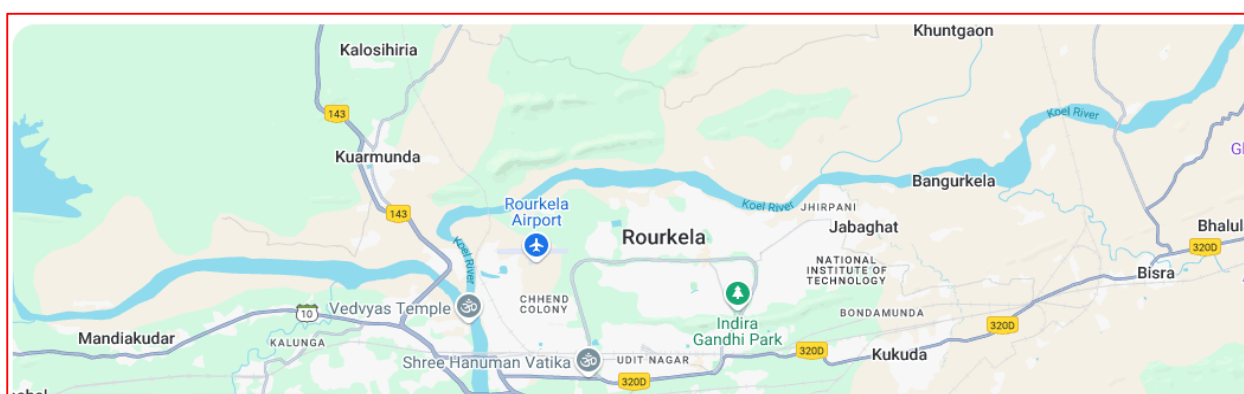 Khuntgaon
Kalosihiria
143
Koel River
Kuarmunda
Bangurkela
Rourkela
Airport
Koel River
JHIRPANI
143
Jabaghat
Bhalul
Rourkela
320D
Koel River
NATIONAL
INSTITUTE OF
TECHNOLOGY
Bisra
CHHEND
COLONY
Vedvyas Temple
10
BONDAMUNDA
Indira
Gandhi Park
320D
Mandiakudar
KALUNGA
320D
Kukuda
Shree Hanuman Vatika
UDIT NAGAR
320D